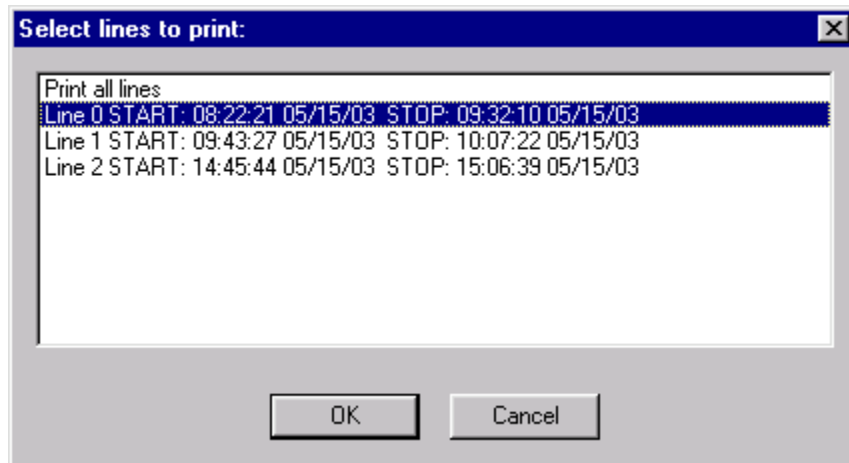 Select lines to print:
Print all lines
Line 0 START: 08:22:21 05/15/03 STOP: 09:32:10 05/15/03
Line 1 START: 09:43:27 05/15/03 STOP: 10:07:22 05/15/03
Line 2 START: 14:45:44 05/15/03 STOP: 15:06:39 05/15/03
OK
Cancel